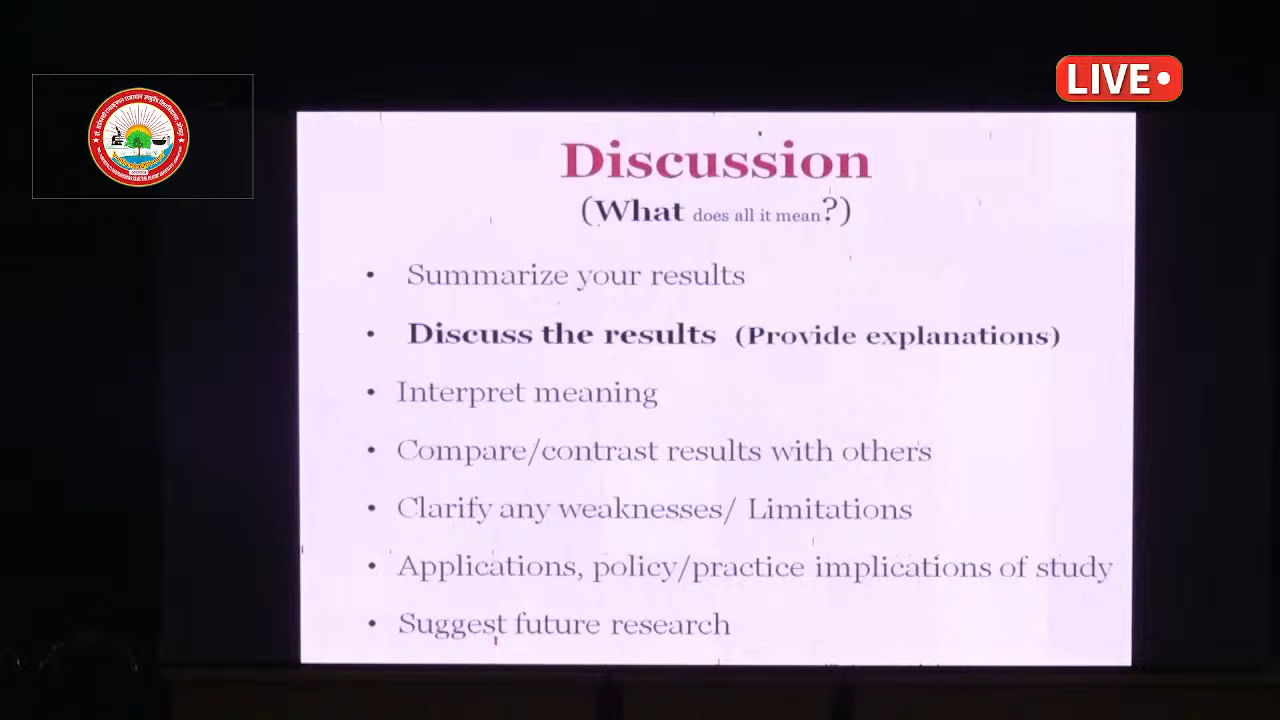 LIVE
Discussion
(What does all it mean?)
• Summarize your results
• Discuss the results (Provide explanations)
• Interpret meaning
• Compare/contrast results with others
• Clarify any weaknesses/ Limitations
• Applications, policy/practice implications of study
• Suggest future research